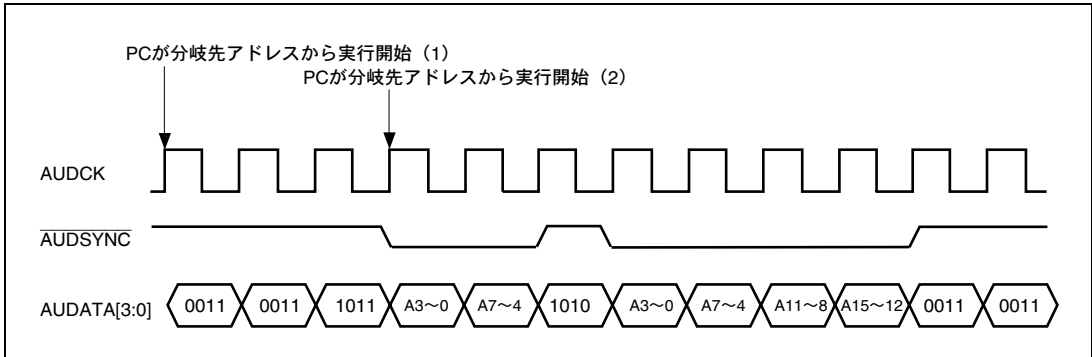 PCが分岐先アドレスから実行開始（1）
PCが分岐先アドレスから実行開始（2）
AUDCK
AUDSYNC
AUDATA[3:0] 0011 0011 1011 A3～0 A7～4 1010 A3～0 A7～4 A11～8 A15～12 0011 0011